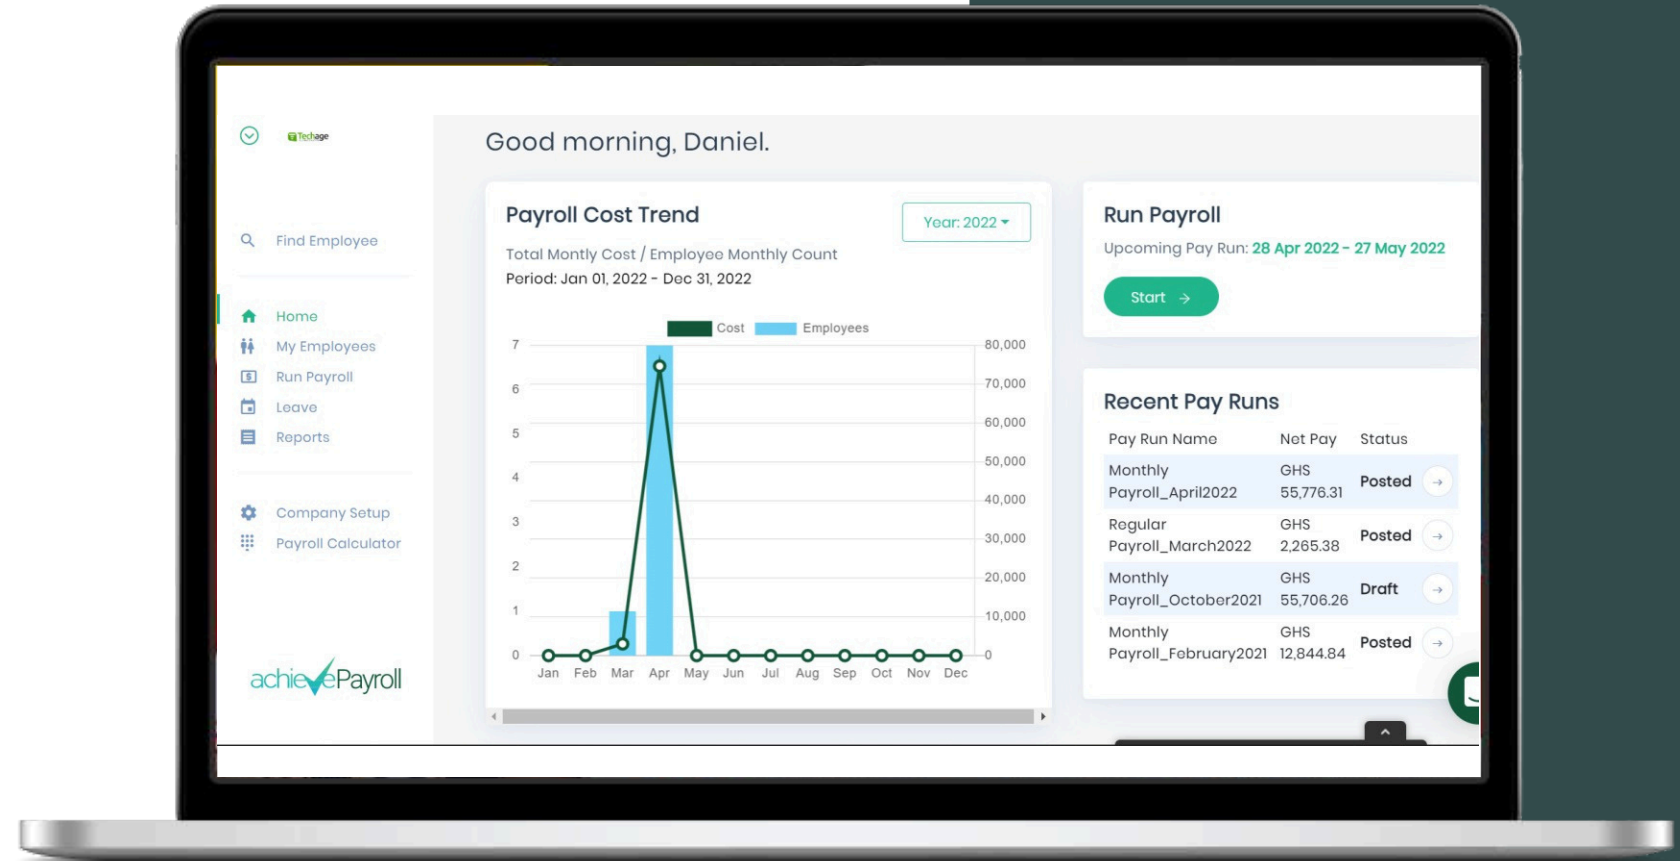 Techage
Find Employee
Home
My Employees
Run Payroll
Leave
Reports
Company Setup
Payroll Calculator
achievePayroll
Good morning, Daniel.
Payroll Cost Trend
Year: 2022
Total Montly Cost / Employee Monthly Count
Period: Jan 01, 2022 - Dec 31, 2022
Cost Employees
7 80,000
6 70,000
5 60,000
50,000
4 40,000
3 30,000
2 20,000
1 10,000
0 0
Jan Feb Mar Apr May Jun Jul Aug Sep Oct Nov Dec
Run Payroll
Upcoming Pay Run: 28 Apr 2022 - 27 May 2022
Start
Recent Pay Runs
Pay Run Name Net Pay Status
Monthly GHS
Payroll_April2022 55,776.31 Posted
Regular GHS
Payroll_March2022 2,265.38 Posted
Monthly GHS
Payroll_October2021 55,706.26 Draft
Monthly GHS
Payroll_February2021 12,844.84 Posted